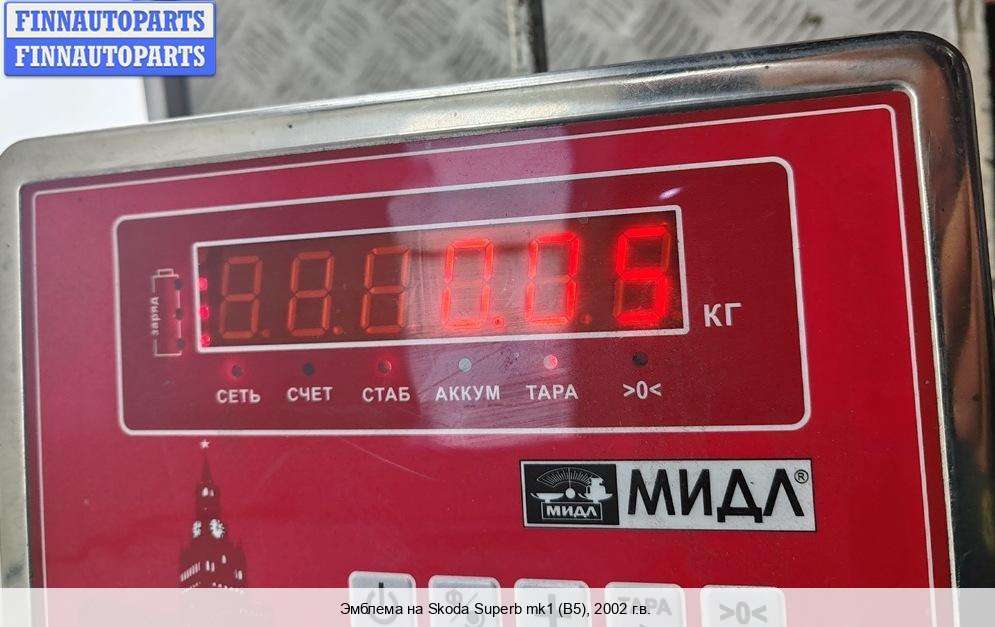 FINNAUTOPARTS
FINNAUTOPARTS
0.05
КГ
заряд
СЕТЬ СЧЕТ СТАБ АККУМ ТАРА >0<
МИДЛ МИДЛ®
ТАРА >0<
Эмблема на Skoda Superb mk1 (B5), 2002 г.в.